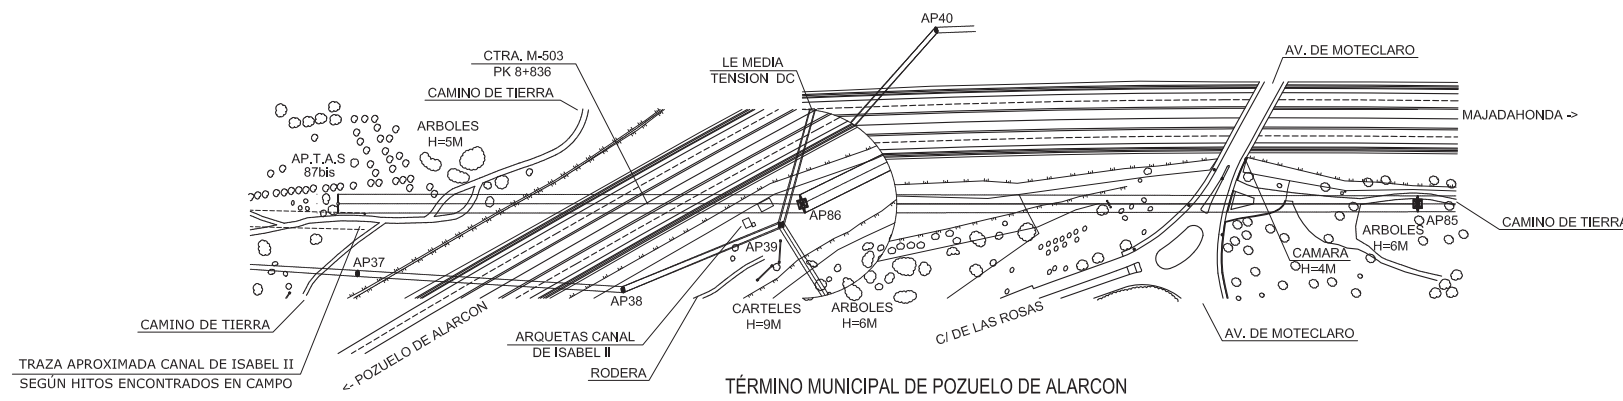 AP40
CTRA. M-503
PK 8+836
LE MEDIA
TENSION DC
AV. DE MOTECLARO
CAMINO DE TIERRA
MAJADAHONDA ->
ARBOLES
H=5M
AP.T.A.S
87bis
AP86
AP85
CAMINO DE TIERRA
ARBOLES
H=6M
AP39
CAMARA
H=4M
AP37
AP38
CARTELES
H=9M
ARBOLES
H=6M
CAMINO DE TIERRA
<- POZUELO DE ALARCON
ARQUETAS CANAL
DE ISABEL II
C/ DE LAS ROSAS
AV. DE MOTECLARO
TRAZA APROXIMADA CANAL DE ISABEL II
SEGÚN HITOS ENCONTRADOS EN CAMPO
RODERA
TÉRMINO MUNICIPAL DE POZUELO DE ALARCON